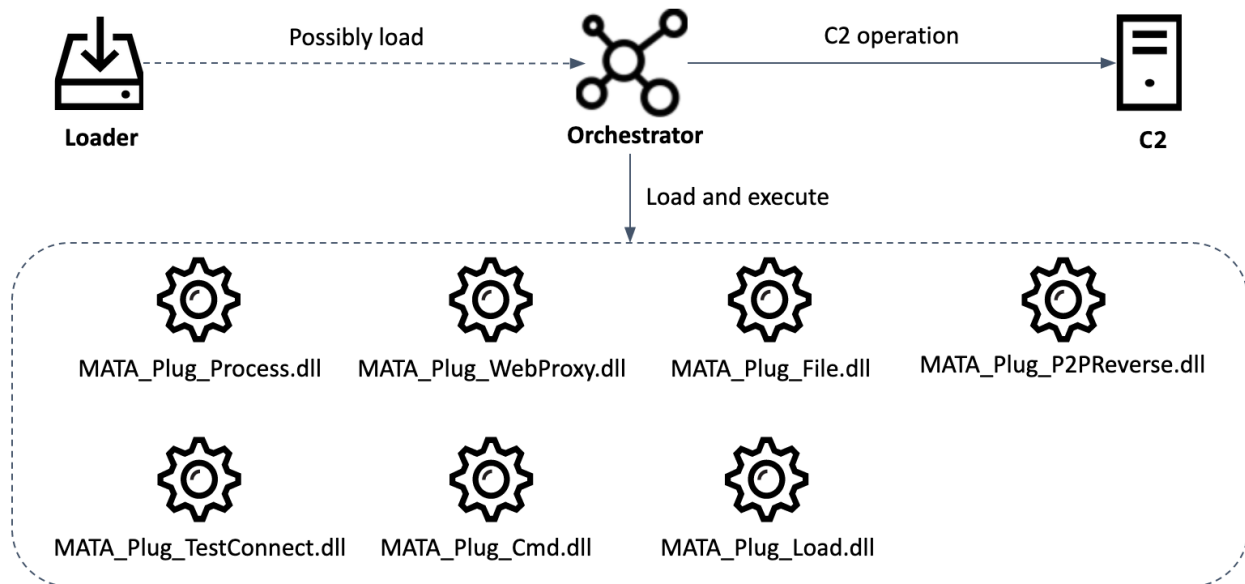 Possibly load
C2 operation
Loader
Orchestrator
C2
Load and execute
MATA_Plug_Process.dll
MATA_Plug_WebProxy.dll
MATA_Plug_File.dll
MATA_Plug_P2PReverse.dll
MATA_Plug_TestConnect.dll
MATA_Plug_Cmd.dll
MATA_Plug_Load.dll